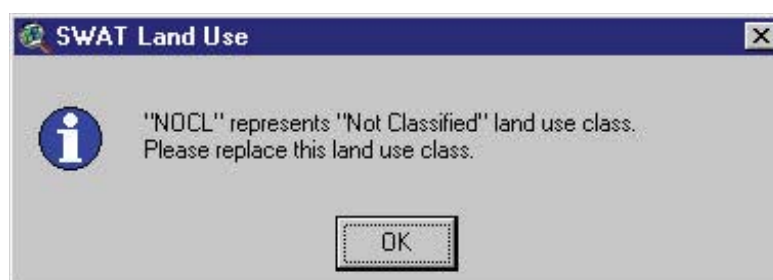 SWAT Land Use
"NOCL" represents "Not Classified" land use class.
Please replace this land use class.
OK